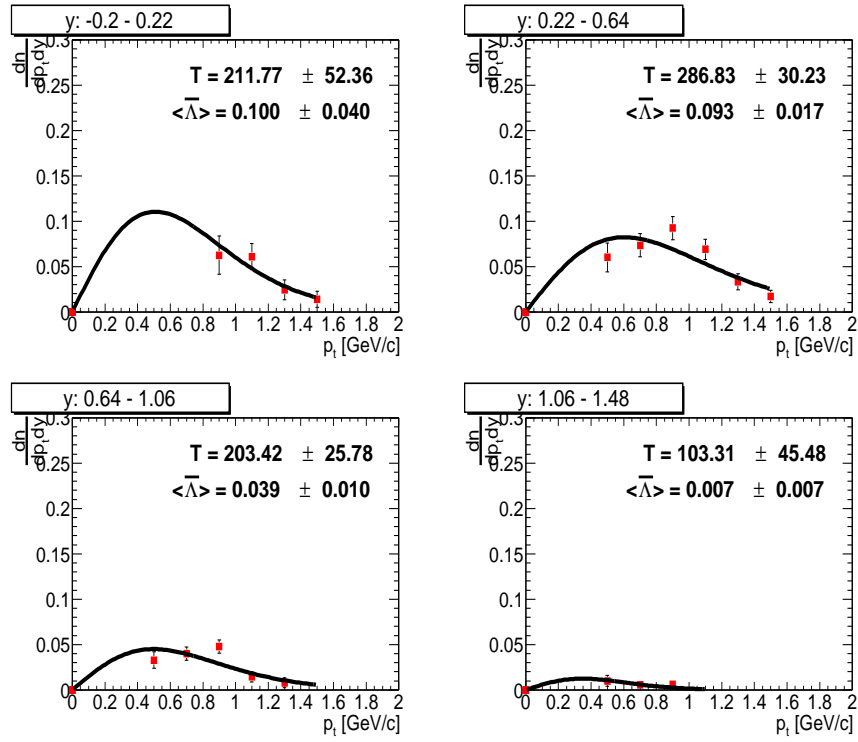 y: -0.2 - 0.22
dn
dp_t dy
0.3
0.25
0.2
0.15
0.1
0.05
0
T = 211.77 ± 52.36
<Λ̅> = 0.100 ± 0.040
0 0.2 0.4 0.6 0.8 1 1.2 1.4 1.6 1.8 2
p_t [GeV/c]
y: 0.22 - 0.64
dn
dp_t dy
0.3
0.25
0.2
0.15
0.1
0.05
0
T = 286.83 ± 30.23
<Λ̅> = 0.093 ± 0.017
0 0.2 0.4 0.6 0.8 1 1.2 1.4 1.6 1.8 2
p_t [GeV/c]
y: 0.64 - 1.06
dn
dp_t dy
0.3
0.25
0.2
0.15
0.1
0.05
0
T = 203.42 ± 25.78
<Λ̅> = 0.039 ± 0.010
0 0.2 0.4 0.6 0.8 1 1.2 1.4 1.6 1.8 2
p_t [GeV/c]
y: 1.06 - 1.48
dn
dp_t dy
0.3
0.25
0.2
0.15
0.1
0.05
0
T = 103.31 ± 45.48
<Λ̅> = 0.007 ± 0.007
0 0.2 0.4 0.6 0.8 1 1.2 1.4 1.6 1.8 2
p_t [GeV/c]